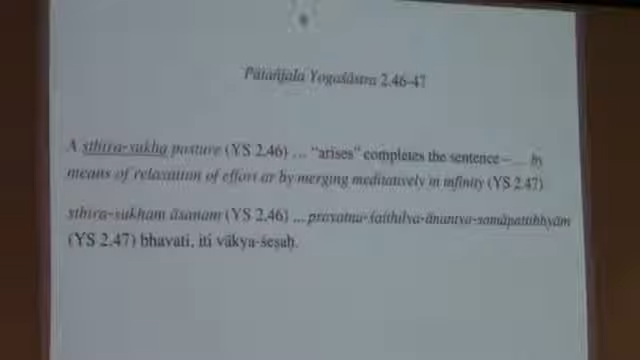 Pātañjala Yogaśāstra 2.46-47
A sthira-sukha posture (YS 2.46) ... "arises" completes the sentence – ... by
means of relaxation of effort or by merging meditatively in infinity (YS 2.47)
sthira-sukham āsanam (YS 2.46) ... prayatna-śaithilya-ānantya-samāpattibhyām
(YS 2.47) bhavati, iti vākya-śeṣaḥ.